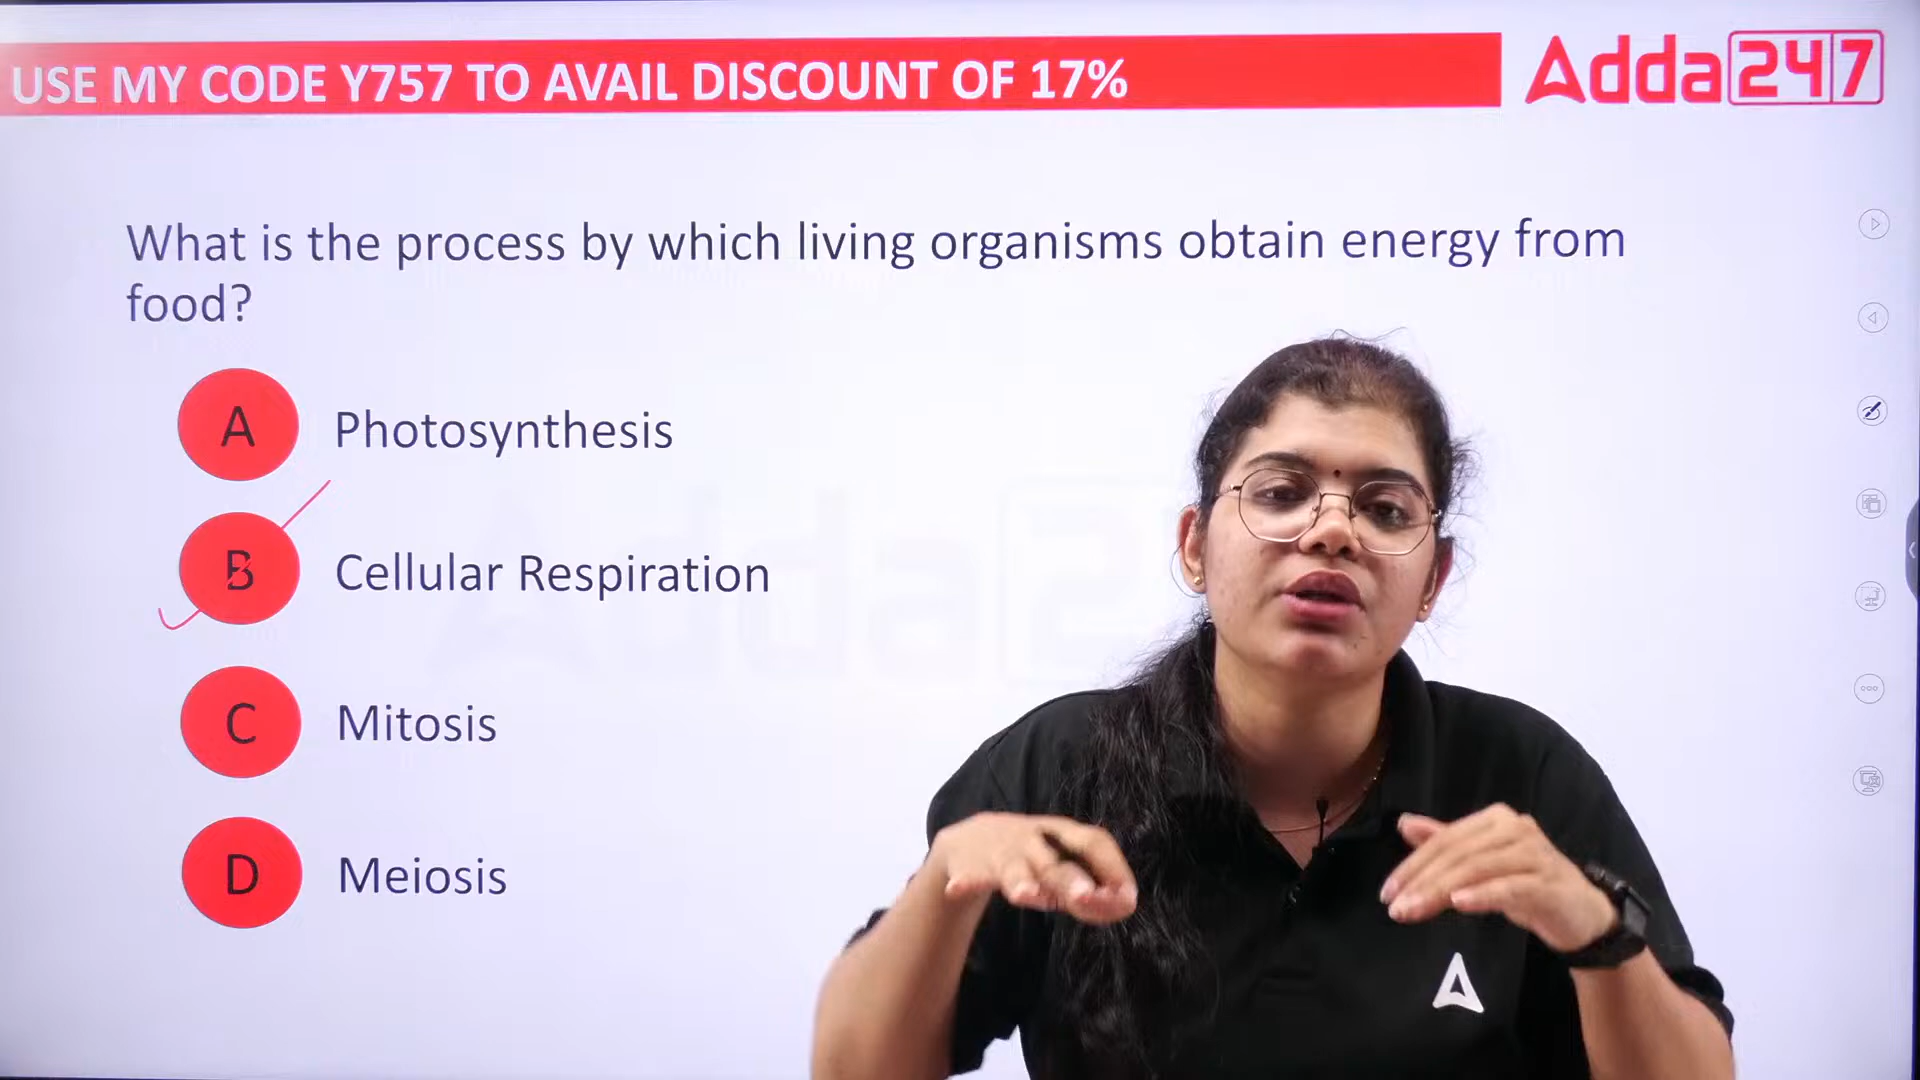 USE MY CODE Y757 TO AVAIL DISCOUNT OF 17%
Adda247
What is the process by which living organisms obtain energy from
food?
A Photosynthesis
B Cellular Respiration
C Mitosis
D Meiosis